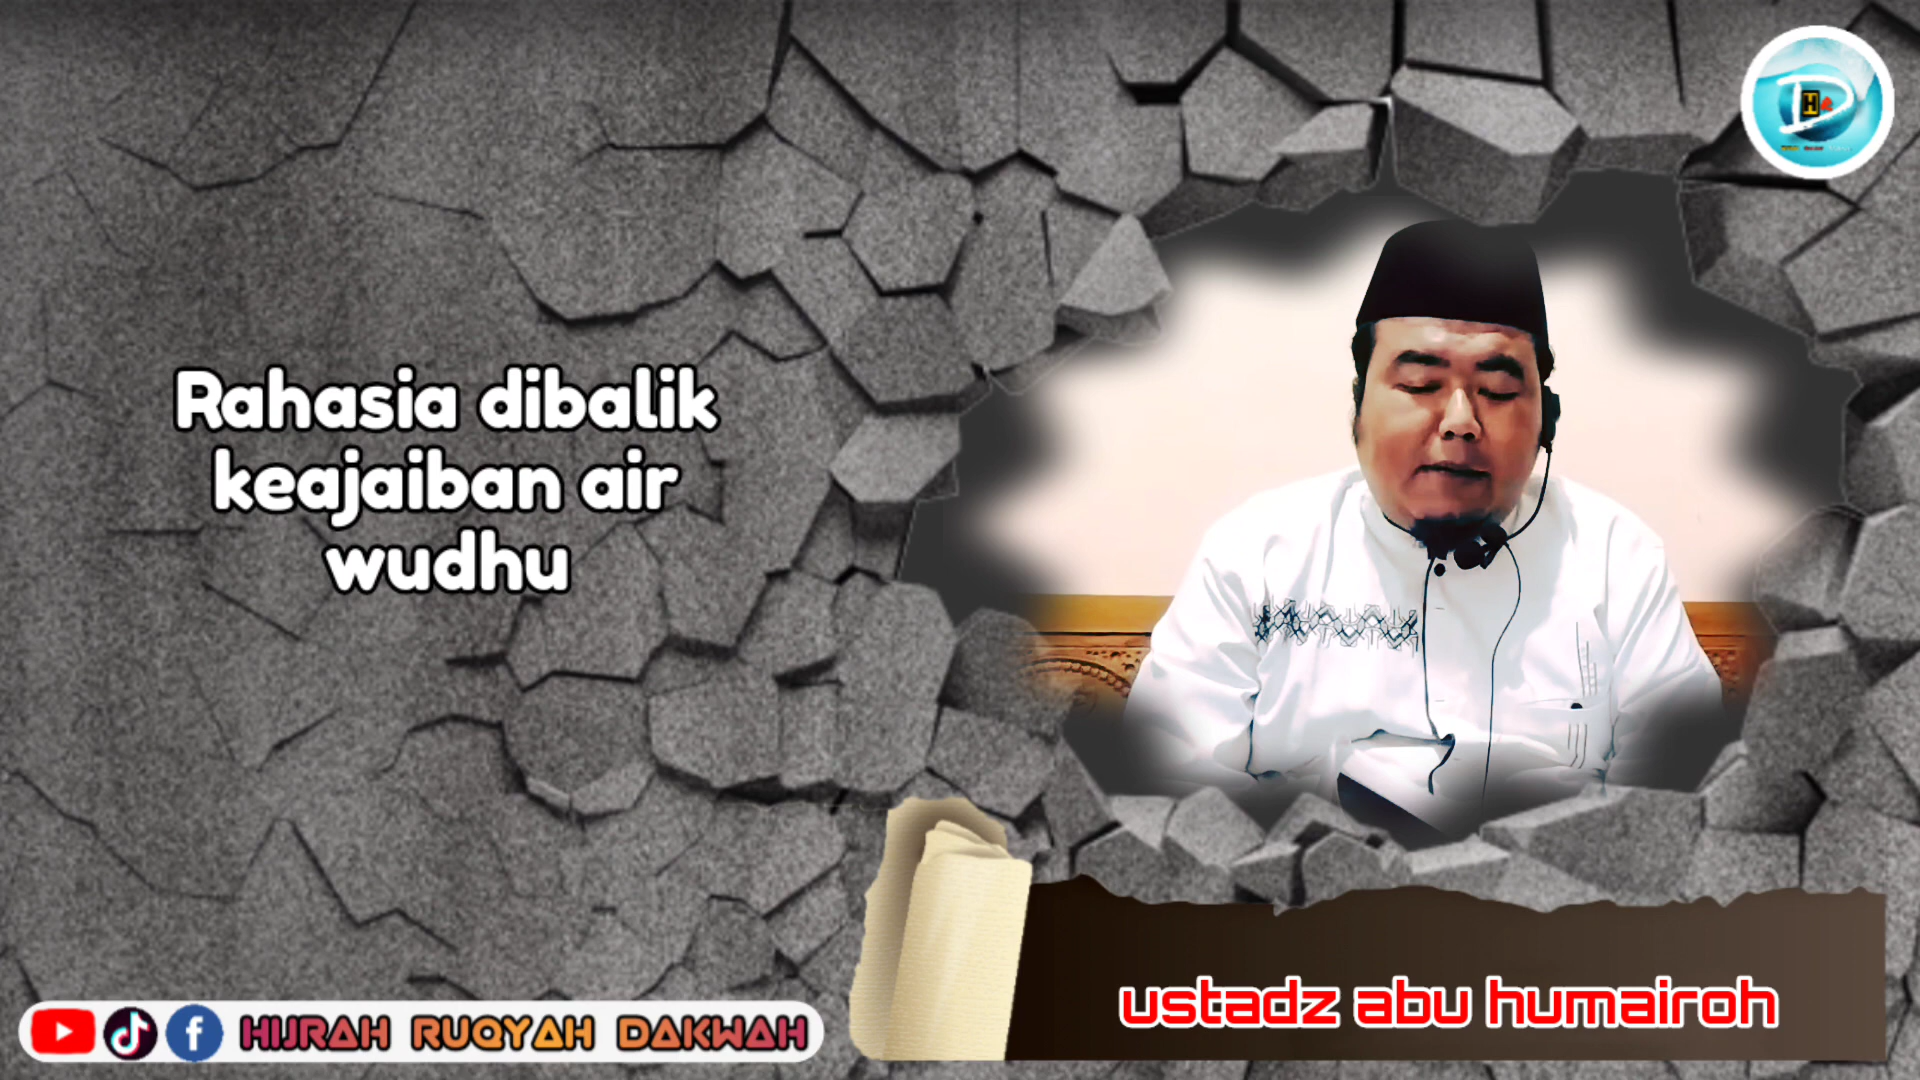 Rahasia dibalik
keajaiban air
wudhu
ustadz abu humairoh
HIJRAH RUQYAH DAKWAH